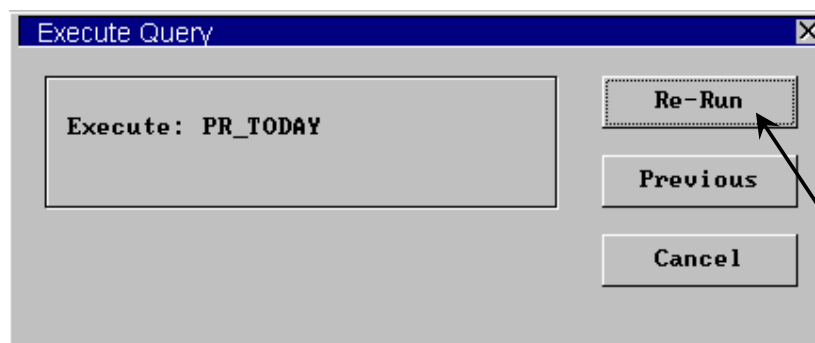 Execute Query
Execute: PR_TODAY
Re-Run
Previous
Cancel